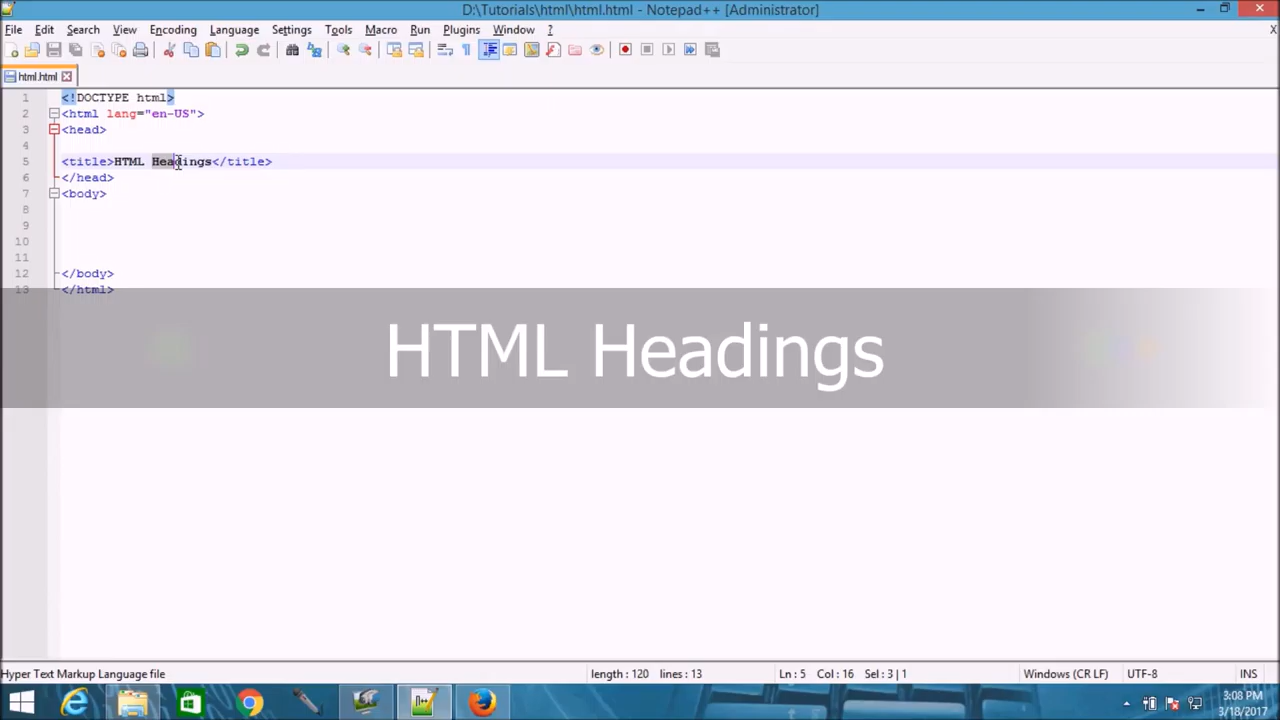 D:\Tutorials\html\html.html - Notepad++ [Administrator]
File Edit Search View Encoding Language Settings Tools Macro Run Plugins Window ? X
html.html
1 <!DOCTYPE html>
2 <html lang="en-US">
3 <head>
4
5 <title>HTML Headings</title>
6 </head>
7 <body>
8
9
10
11
12 </body>
13 </html>
HTML Headings
Hyper Text Markup Language file length : 120 lines : 13 Ln : 5 Col : 16 Sel : 3 | 1 Windows (CR LF) UTF-8 INS
3:08 PM
3/18/2017